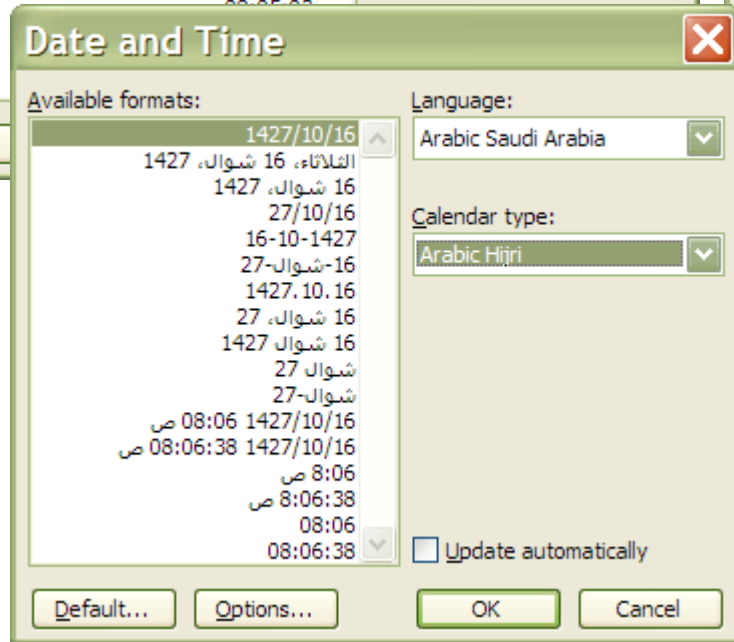 Date and Time
Available formats:
1427/10/16
الثلاثاء، 16 شوال، 1427
16 شوال، 1427
27/10/16
16-10-1427
16-شوال-27
1427.10.16
16 شوال، 27
16 شوال 1427
شوال 27
شوال-27
1427/10/16 08:06 ص
1427/10/16 08:06:38 ص
8:06 ص
8:06:38 ص
08:06
08:06:38
Language:
Arabic Saudi Arabia
Calendar type:
Arabic Hijri
Update automatically
Default...
Options...
OK
Cancel